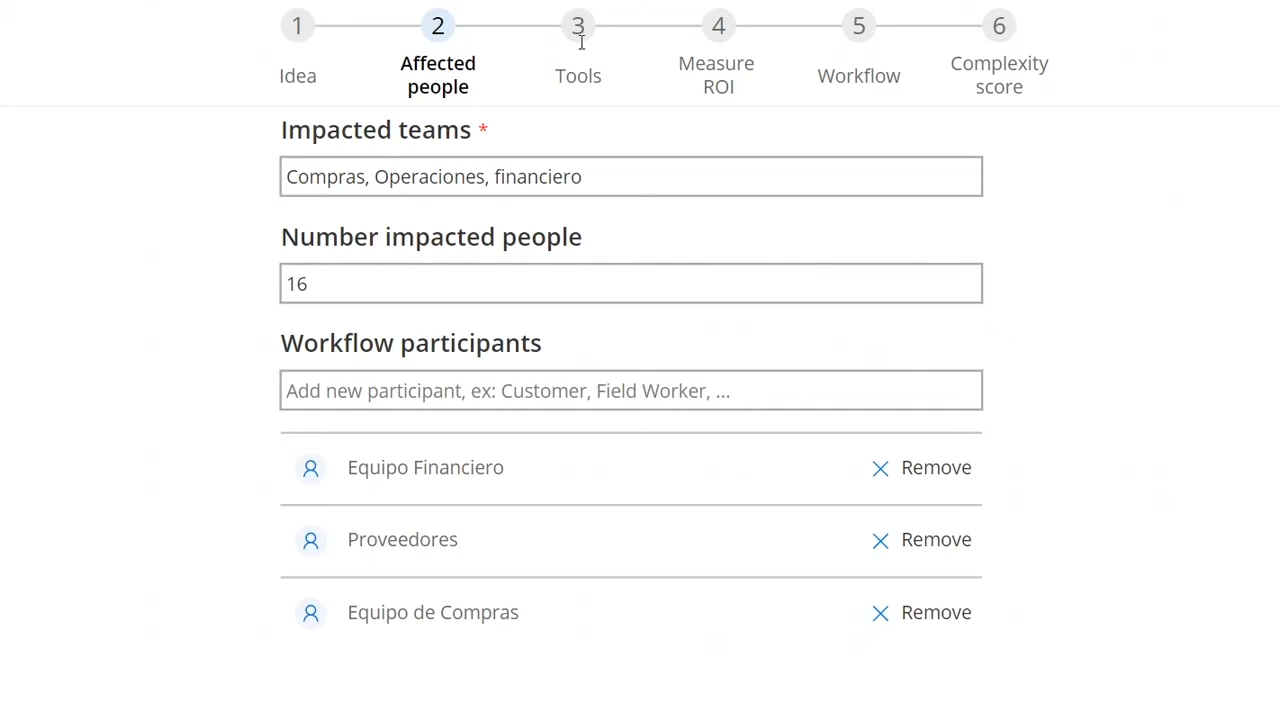 1
2
3
4
5
6
Idea
Affected
people
Tools
Measure
ROI
Workflow
Complexity
score
Impacted teams *
Compras, Operaciones, financiero
Number impacted people
16
Workflow participants
Add new participant, ex: Customer, Field Worker, ...
Equipo Financiero
Remove
Proveedores
Remove
Equipo de Compras
Remove